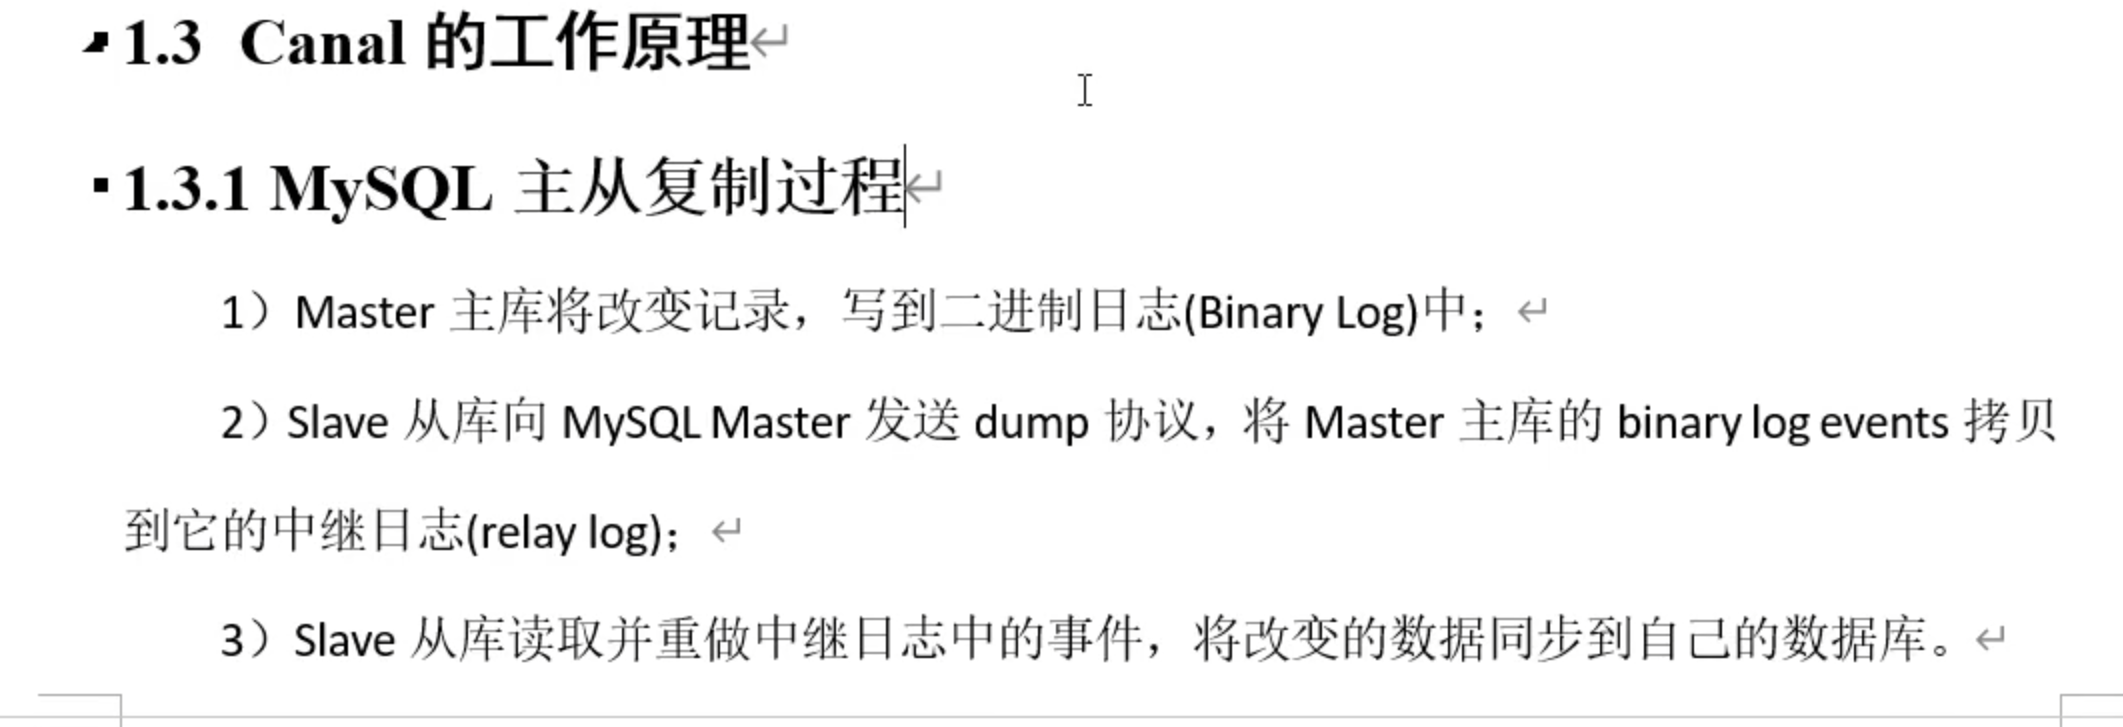 1.3 Canal 的工作原理
1.3.1 MySQL 主从复制过程
1）Master 主库将改变记录，写到二进制日志(Binary Log)中；
2）Slave 从库向 MySQL Master 发送 dump 协议，将 Master 主库的 binary log events 拷贝
到它的中继日志(relay log)；
3）Slave 从库读取并重做中继日志中的事件，将改变的数据同步到自己的数据库。